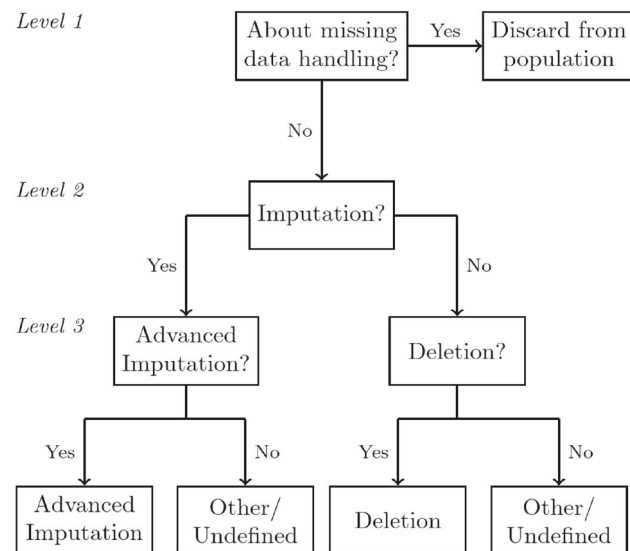 Level 1
About missing
data handling?
Yes
Discard from
population
No
Level 2
Imputation?
Yes
No
Level 3
Advanced
Imputation?
Deletion?
Yes
No
Yes
No
Advanced
Imputation
Other/
Undefined
Deletion
Other/
Undefined